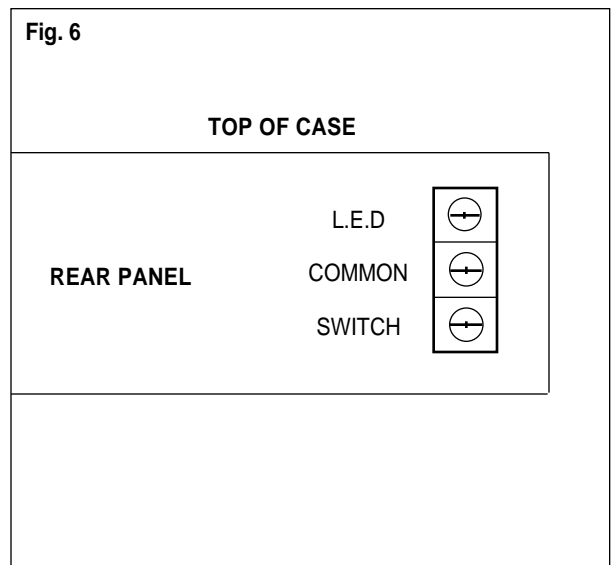 Fig. 6
TOP OF CASE
L.E.D
REAR PANEL
COMMON
SWITCH